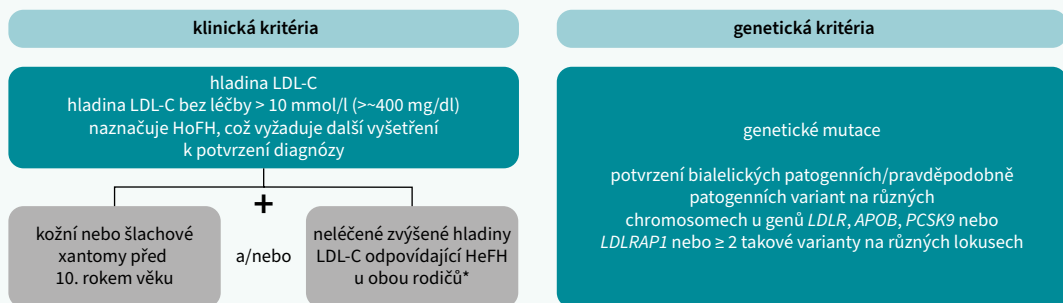 klinická kritéria
hladina LDL-C
hladina LDL-C bez léčby > 10 mmol/l (>~400 mg/dl)
naznačuje HoFH, což vyžaduje další vyšetření
k potvrzení diagnózy
+
kožní nebo šlachové
xantomy před
10. rokem věku
a/nebo
neléčené zvýšené hladiny
LDL-C odpovídající HeFH
u obou rodičů*
genetická kritéria
genetické mutace
potvrzení bialelických patogenních/pravděpodobně
patogenních variant na různých
chromosomech u genů LDLR, APOB, PCSK9 nebo
LDLRAP1 nebo ≥ 2 takové varianty na různých lokusech